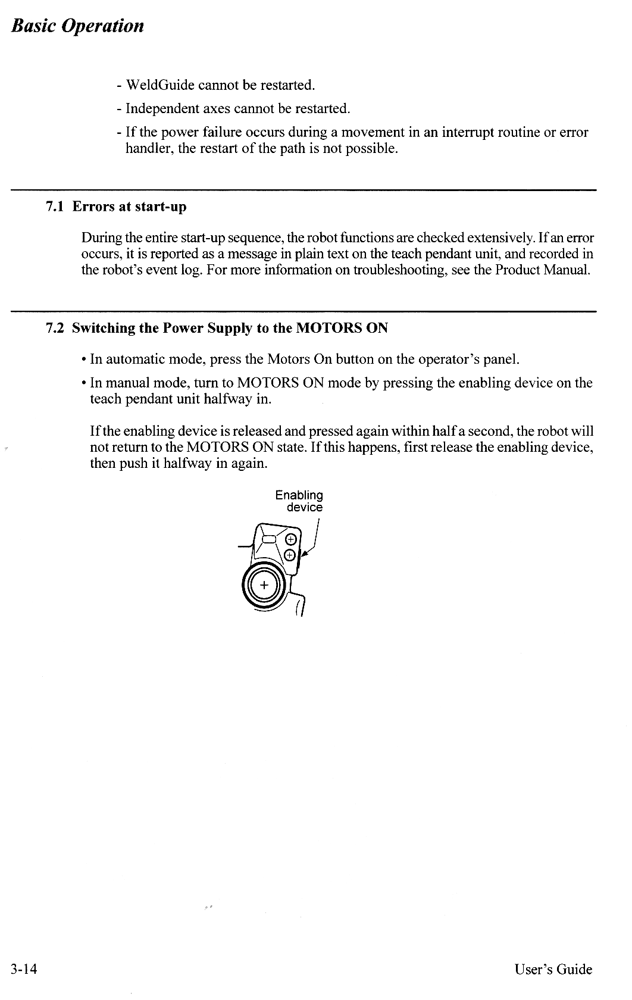 Basic Operation
- WeldGuide cannot be restarted.
- Independent axes cannot be restarted.
- If the power failure occurs during a movement in an interrupt routine or error
handler, the restart of the path is not possible.
7.1 Errors at start-up
During the entire start-up sequence, the robot functions are checked extensively. If an error
occurs, it is reported as a message in plain text on the teach pendant unit, and recorded in
the robot's event log. For more information on troubleshooting, see the Product Manual.
7.2 Switching the Power Supply to the MOTORS ON
• In automatic mode, press the Motors On button on the operator's panel.
• In manual mode, turn to MOTORS ON mode by pressing the enabling device on the
teach pendant unit halfway in.
If the enabling device is released and pressed again within half a second, the robot will
not return to the MOTORS ON state. If this happens, first release the enabling device,
then push it halfway in again.
Enabling
device
3-14
User's Guide